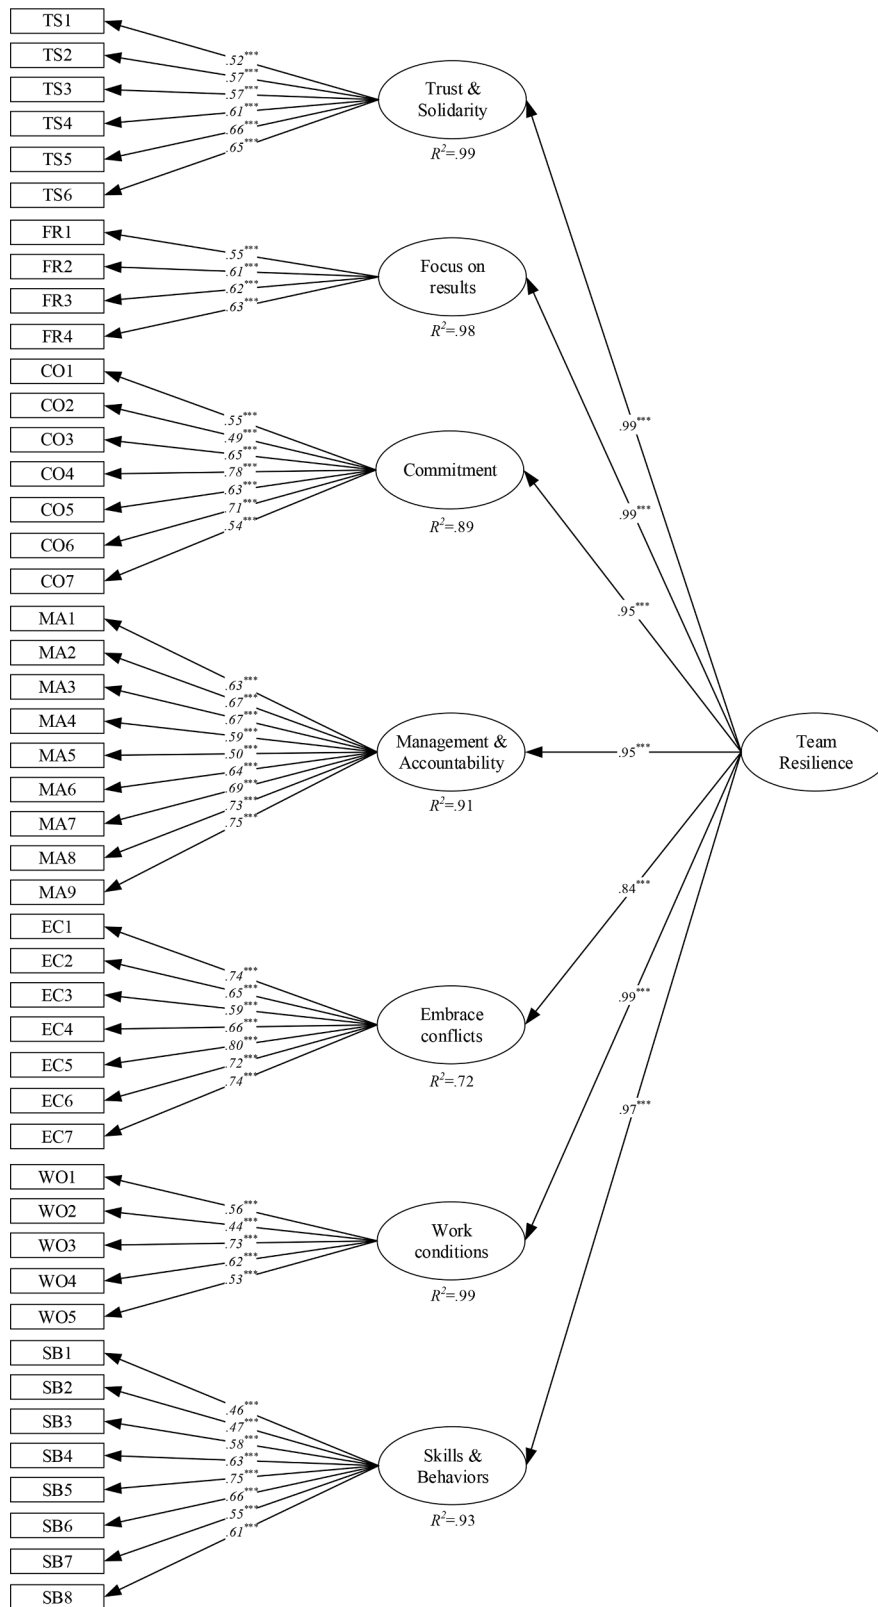 TS1
TS2
TS3
TS4
TS5
TS6
.52***
.57***
.57***
.61***
.66***
.65***
Trust &
Solidarity
R²=.99
FR1
FR2
FR3
FR4
.55***
.61***
.62***
.63***
Focus on
results
R²=.98
CO1
CO2
CO3
CO4
CO5
CO6
CO7
.55***
.49***
.65***
.78***
.63***
.71***
.54***
Commitment
R²=.89
MA1
MA2
MA3
MA4
MA5
MA6
MA7
MA8
MA9
.63***
.67***
.67***
.59***
.50***
.64***
.69***
.73***
.75***
Management &
Accountability
R²=.91
EC1
EC2
EC3
EC4
EC5
EC6
EC7
.74***
.65***
.59***
.66***
.80***
.72***
.74***
Embrace
conflicts
R²=.72
WO1
WO2
WO3
WO4
WO5
.56***
.44***
.73***
.62***
.53***
Work
conditions
R²=.99
SB1
SB2
SB3
SB4
SB5
SB6
SB7
SB8
.46***
.47***
.58***
.63***
.75***
.66***
.55***
.61***
Skills &
Behaviors
R²=.93
.99***
.99***
.95***
.95***
.84***
.99***
.97***
Team
Resilience